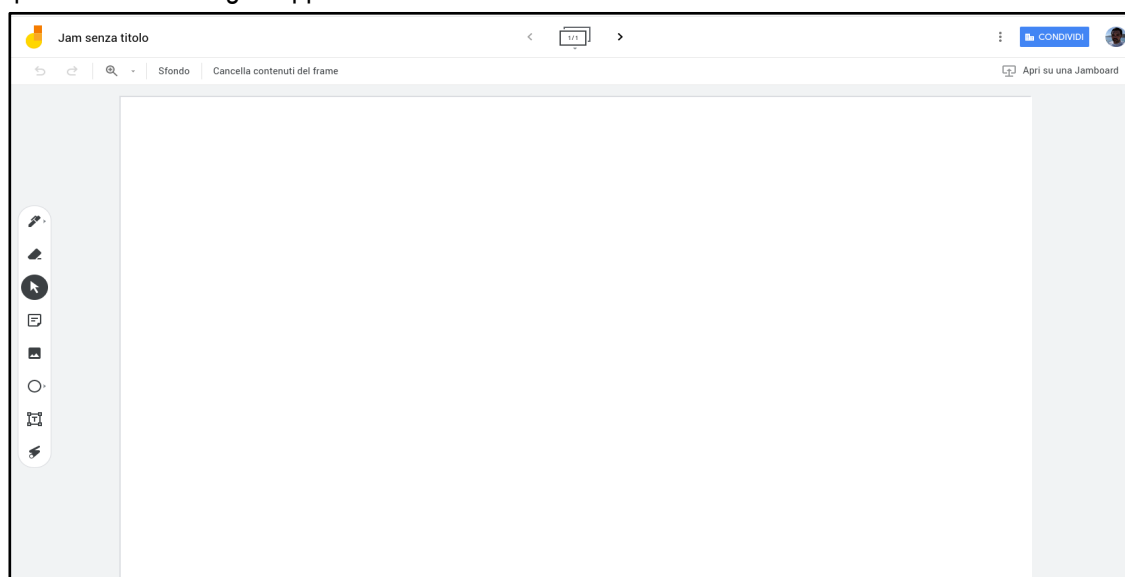 Jam senza titolo
1/1
CONDIVIDI
Sfondo
Cancella contenuti del frame
Apri su una Jamboard